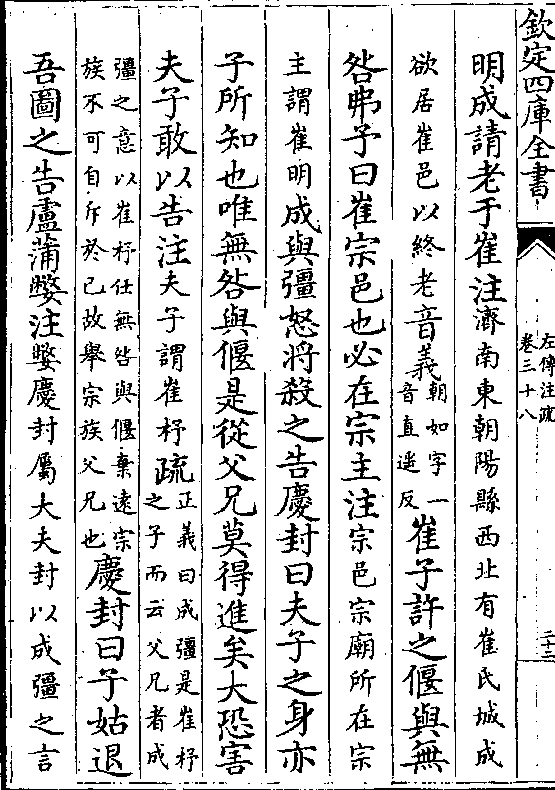 欽定四庫全書
左傳注疏
卷三十八
二十三
明成請老于崔注濟南東朝陽縣西北有崔氏城成
欲居崔邑以終老音義朝如字一
音直遙反
崔子許之偃與無
咎弗予曰崔宗邑也必在宗主注宗邑宗廟所在宗
主謂崔明成與彊怒將殺之告慶封曰夫子之身亦
子所知也唯無咎與偃是從父兄莫得進矣大恐害
夫子敢以告注夫子謂崔杼疏正義曰成彊是崔杼
之子而云父兄者成
彊之意以崔杼任無咎與偃棄遠宗
族不可自斥於己故舉宗族父兄也
慶封曰子姑退
吾圖之告盧蒲嫳注嫳慶封屬大夫封以成彊之言